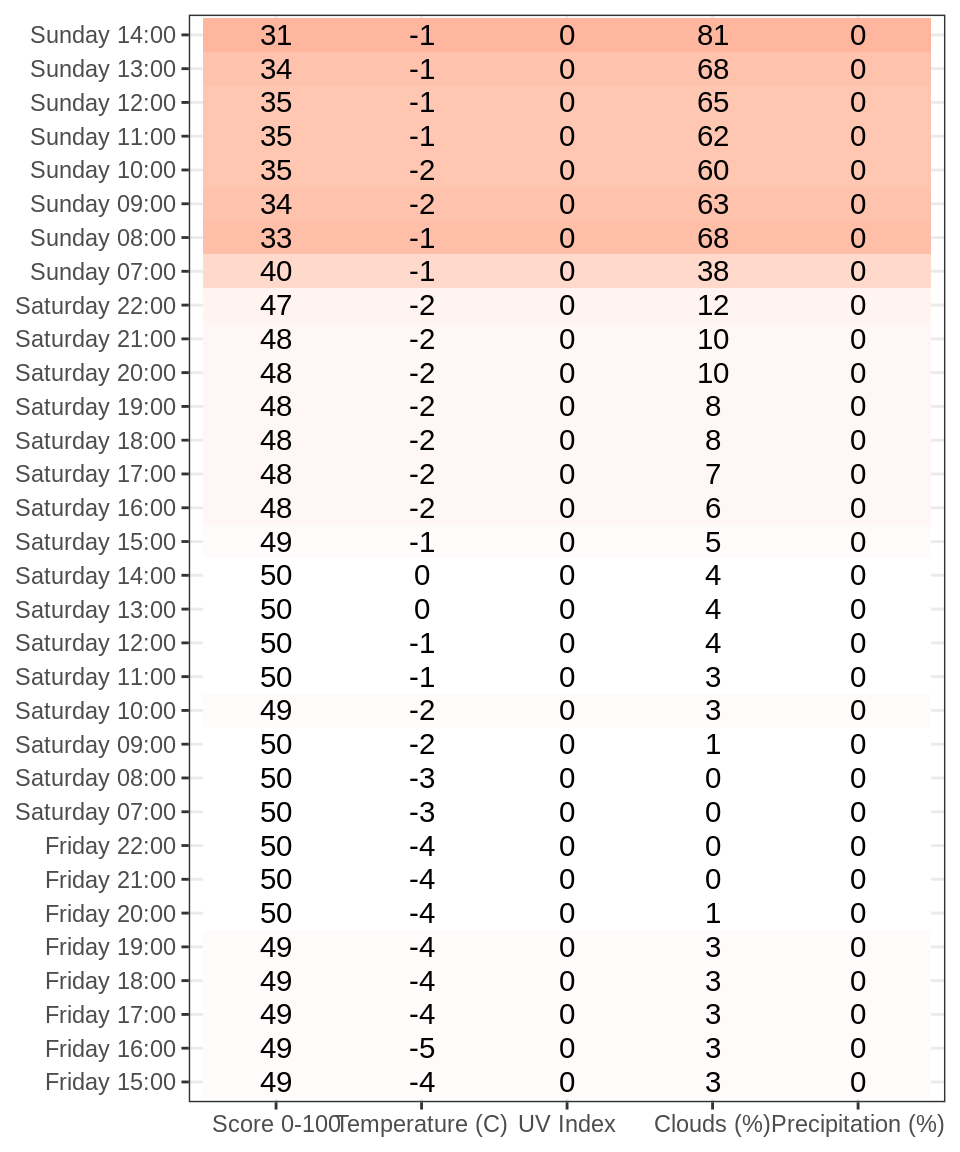 Sunday 14:00 31 -1 0 81 0
Sunday 13:00 34 -1 0 68 0
Sunday 12:00 35 -1 0 65 0
Sunday 11:00 35 -1 0 62 0
Sunday 10:00 35 -2 0 60 0
Sunday 09:00 34 -2 0 63 0
Sunday 08:00 33 -1 0 68 0
Sunday 07:00 40 -1 0 38 0
Saturday 22:00 47 -2 0 12 0
Saturday 21:00 48 -2 0 10 0
Saturday 20:00 48 -2 0 10 0
Saturday 19:00 48 -2 0 8 0
Saturday 18:00 48 -2 0 8 0
Saturday 17:00 48 -2 0 7 0
Saturday 16:00 48 -2 0 6 0
Saturday 15:00 49 -1 0 5 0
Saturday 14:00 50 0 0 4 0
Saturday 13:00 50 0 0 4 0
Saturday 12:00 50 -1 0 4 0
Saturday 11:00 50 -1 0 3 0
Saturday 10:00 49 -2 0 3 0
Saturday 09:00 50 -2 0 1 0
Saturday 08:00 50 -3 0 0 0
Saturday 07:00 50 -3 0 0 0
Friday 22:00 50 -4 0 0 0
Friday 21:00 50 -4 0 0 0
Friday 20:00 50 -4 0 1 0
Friday 19:00 49 -4 0 3 0
Friday 18:00 49 -4 0 3 0
Friday 17:00 49 -4 0 3 0
Friday 16:00 49 -5 0 3 0
Friday 15:00 49 -4 0 3 0
Score 0-100 Temperature (C) UV Index Clouds (%) Precipitation (%)